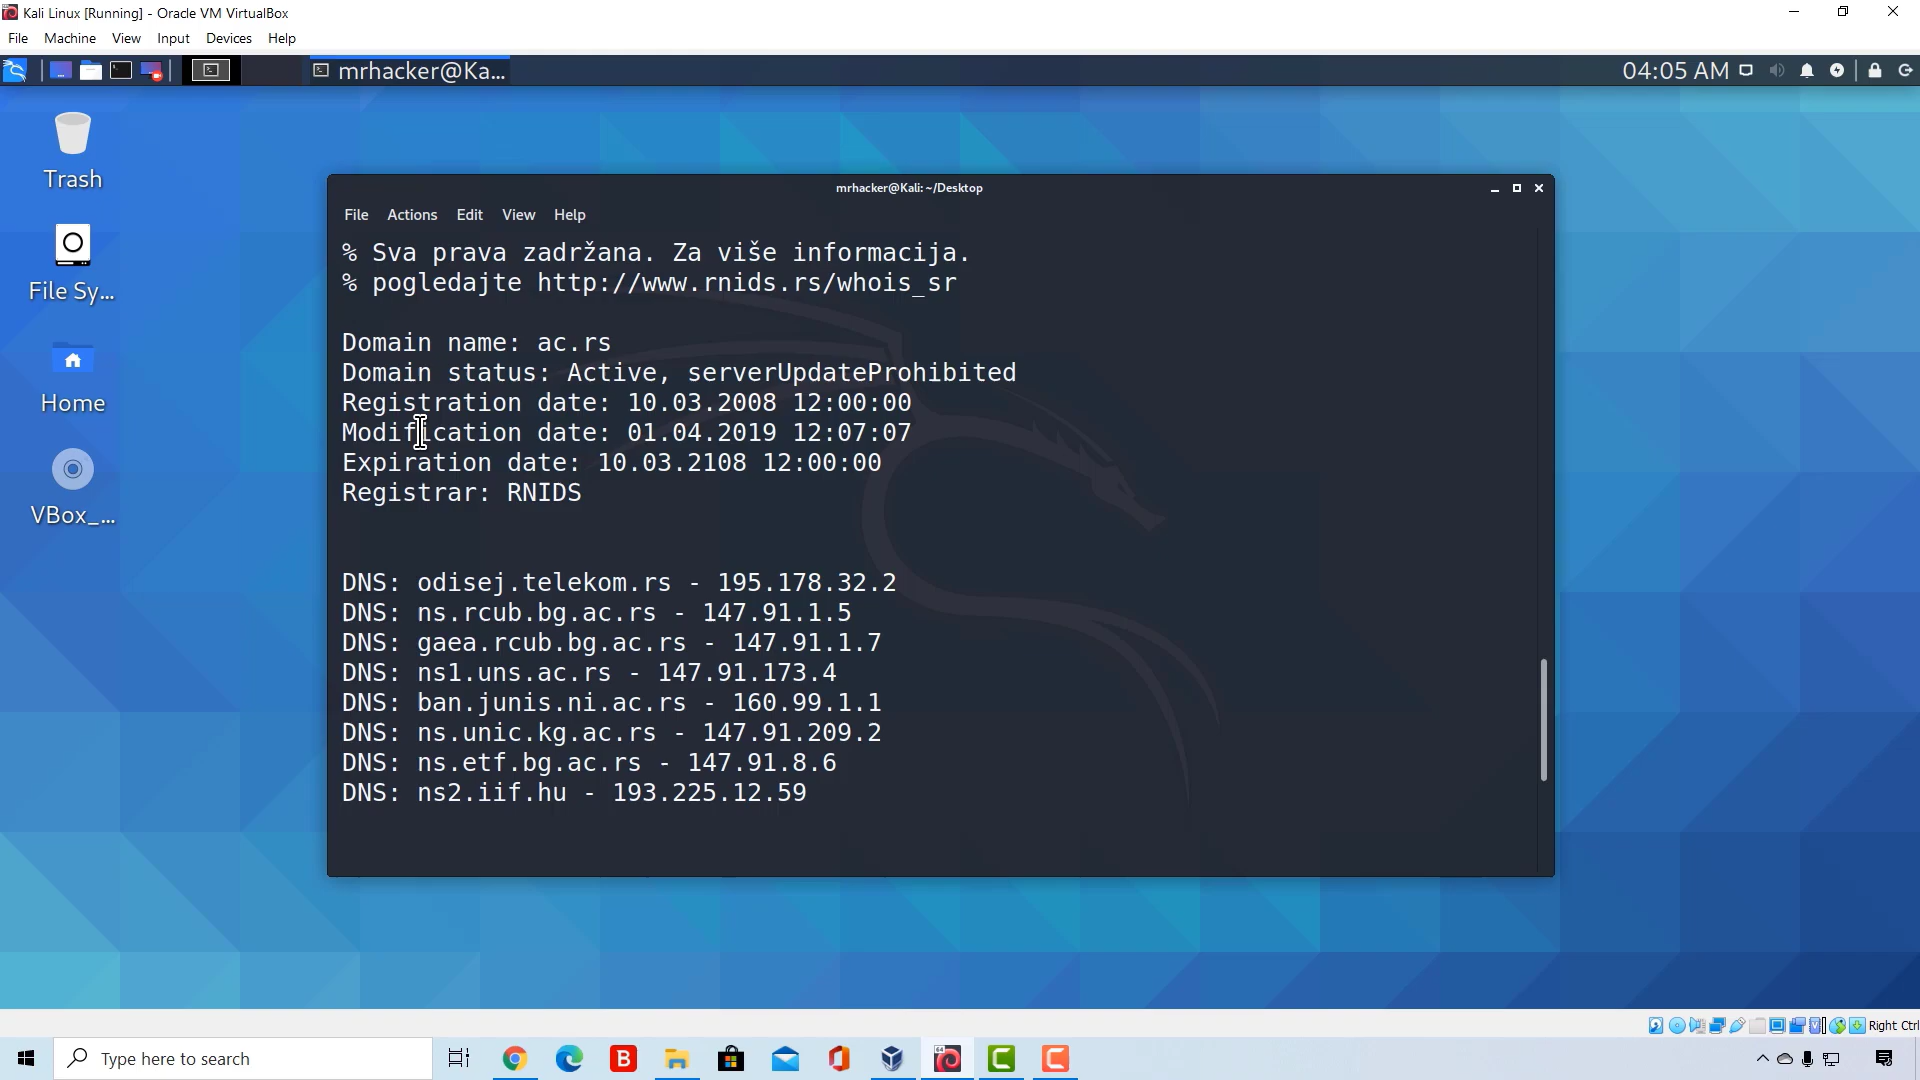 Kali Linux [Running] - Oracle VM VirtualBox
File Machine View Input Devices Help
mrhacker@Ka...
04:05 AM
Trash
File Sy...
Home
VBox_...
mrhacker@Kali: ~/Desktop
File Actions Edit View Help
% Sva prava zadržana. Za više informacija.
% pogledajte http://www.rnids.rs/whois_sr
Domain name: ac.rs
Domain status: Active, serverUpdateProhibited
Registration date: 10.03.2008 12:00:00
Modification date: 01.04.2019 12:07:07
Expiration date: 10.03.2108 12:00:00
Registrar: RNIDS
DNS: odisej.telekom.rs - 195.178.32.2
DNS: ns.rcub.bg.ac.rs - 147.91.1.5
DNS: gaea.rcub.bg.ac.rs - 147.91.1.7
DNS: ns1.uns.ac.rs - 147.91.173.4
DNS: ban.junis.ni.ac.rs - 160.99.1.1
DNS: ns.unic.kg.ac.rs - 147.91.209.2
DNS: ns.etf.bg.ac.rs - 147.91.8.6
DNS: ns2.iif.hu - 193.225.12.59
Right Ctrl
Type here to search